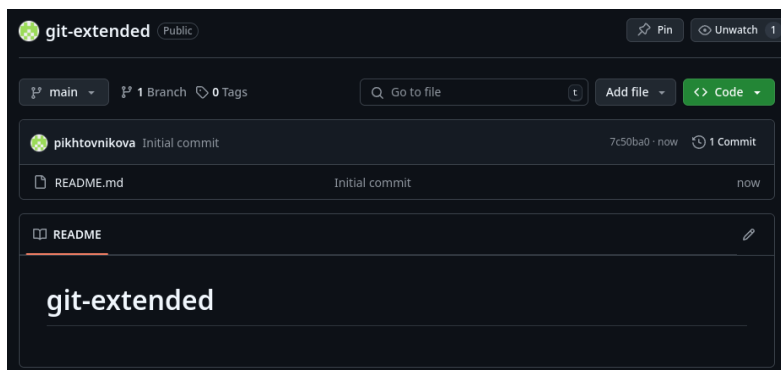 git-extended Public Pin Unwatch 1
main 1 Branch 0 Tags Go to file t Add file Code
pikhtovnikova Initial commit 7c50ba0 · now 1 Commit
README.md Initial commit now
README
git-extended